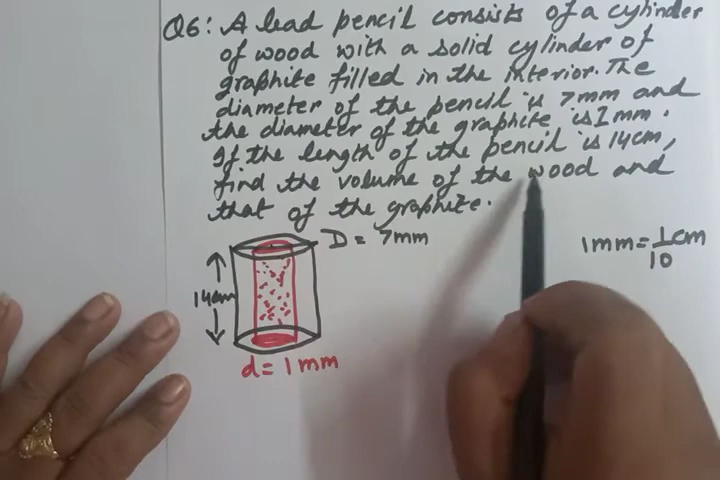 Q6: A lead pencil consists of a cylinder
of wood with a solid cylinder of
graphite filled in the interior. The
diameter of the pencil is 7mm and
the diameter of the graphite is 1mm.
If the length of the pencil is 14cm,
find the volume of the wood and
that of the graphite.
D = 7mm
1mm = 1/10 cm
14cm
d = 1mm